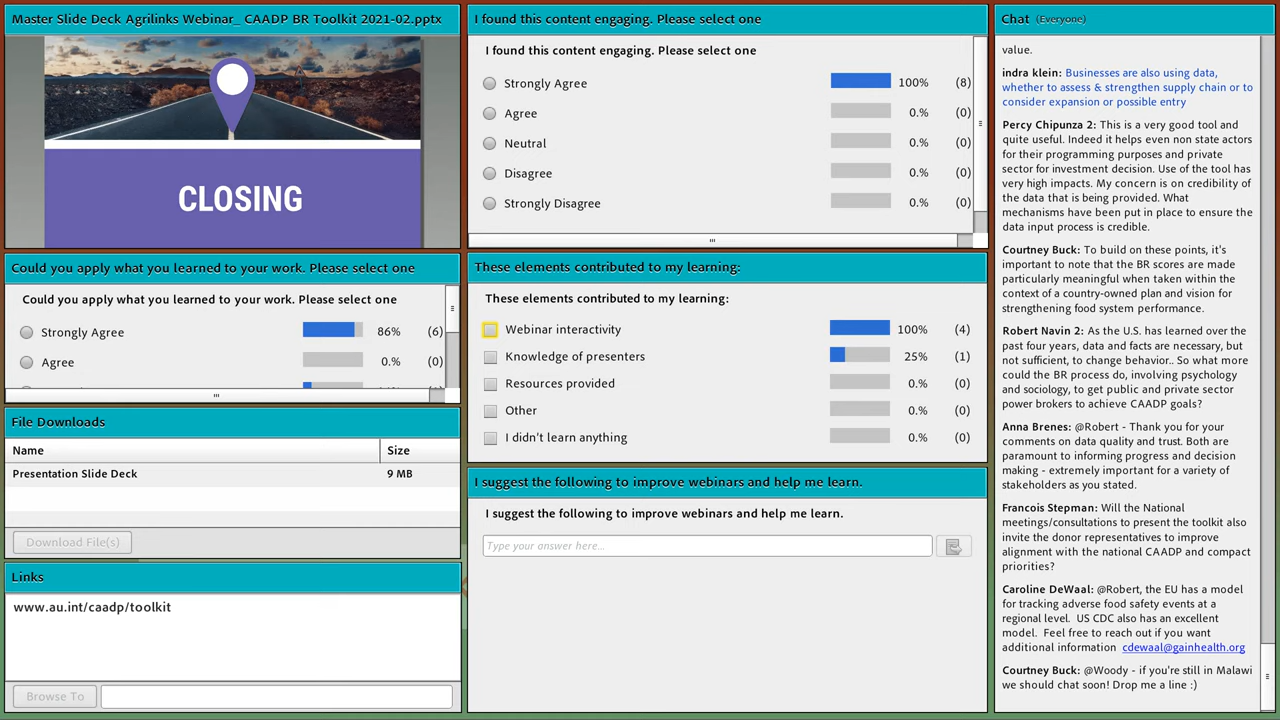 Master Slide Deck Agrilinks Webinar_ CAADP BR Toolkit 2021-02.pptx
CLOSING
Could you apply what you learned to your work. Please select one
Could you apply what you learned to your work. Please select one
Strongly Agree 86% (6)
Agree 0.% (0)
File Downloads
Name Size
Presentation Slide Deck 9 MB
Download File(s)
Links
www.au.int/caadp/toolkit
Browse To
I found this content engaging. Please select one
I found this content engaging. Please select one
Strongly Agree 100% (8)
Agree 0.% (0)
Neutral 0.% (0)
Disagree 0.% (0)
Strongly Disagree 0.% (0)
These elements contributed to my learning:
These elements contributed to my learning:
Webinar interactivity 100% (4)
Knowledge of presenters 25% (1)
Resources provided 0.% (0)
Other 0.% (0)
I didn't learn anything 0.% (0)
I suggest the following to improve webinars and help me learn.
I suggest the following to improve webinars and help me learn.
Type your answer here...
Chat (Everyone)
value.
indra klein: Businesses are also using data,
whether to assess & strengthen supply chain or to
consider expansion or possible entry
Percy Chipunza 2: This is a very good tool and
quite useful. Indeed it helps even non state actors
for their programming purposes and private
sector for investment decision. Use of the tool has
very high impacts. My concern is on credibility of
the data that is being provided. What
mechanisms have been put in place to ensure the
data input process is credible.
Courtney Buck: To build on these points, it's
important to note that the BR scores are made
particularly meaningful when taken within the
context of a country-owned plan and vision for
strengthening food system performance.
Robert Navin 2: As the U.S. has learned over the
past four years, data and facts are necessary, but
not sufficient, to change behavior.. So what more
could the BR process do, involving psychology
and sociology, to get public and private sector
power brokers to achieve CAADP goals?
Anna Brenes: @Robert - Thank you for your
comments on data quality and trust. Both are
paramount to informing progress and decision
making - extremely important for a variety of
stakeholders as you stated.
Francois Stepman: Will the National
meetings/consultations to present the toolkit also
invite the donor representatives to improve
alignment with the national CAADP and compact
priorities?
Caroline DeWaal: @Robert, the EU has a model
for tracking adverse food safety events at a
regional level. US CDC also has an excellent
model. Feel free to reach out if you want
additional information cdewaal@gainhealth.org
Courtney Buck: @Woody - if you're still in Malawi
we should chat soon! Drop me a line :)